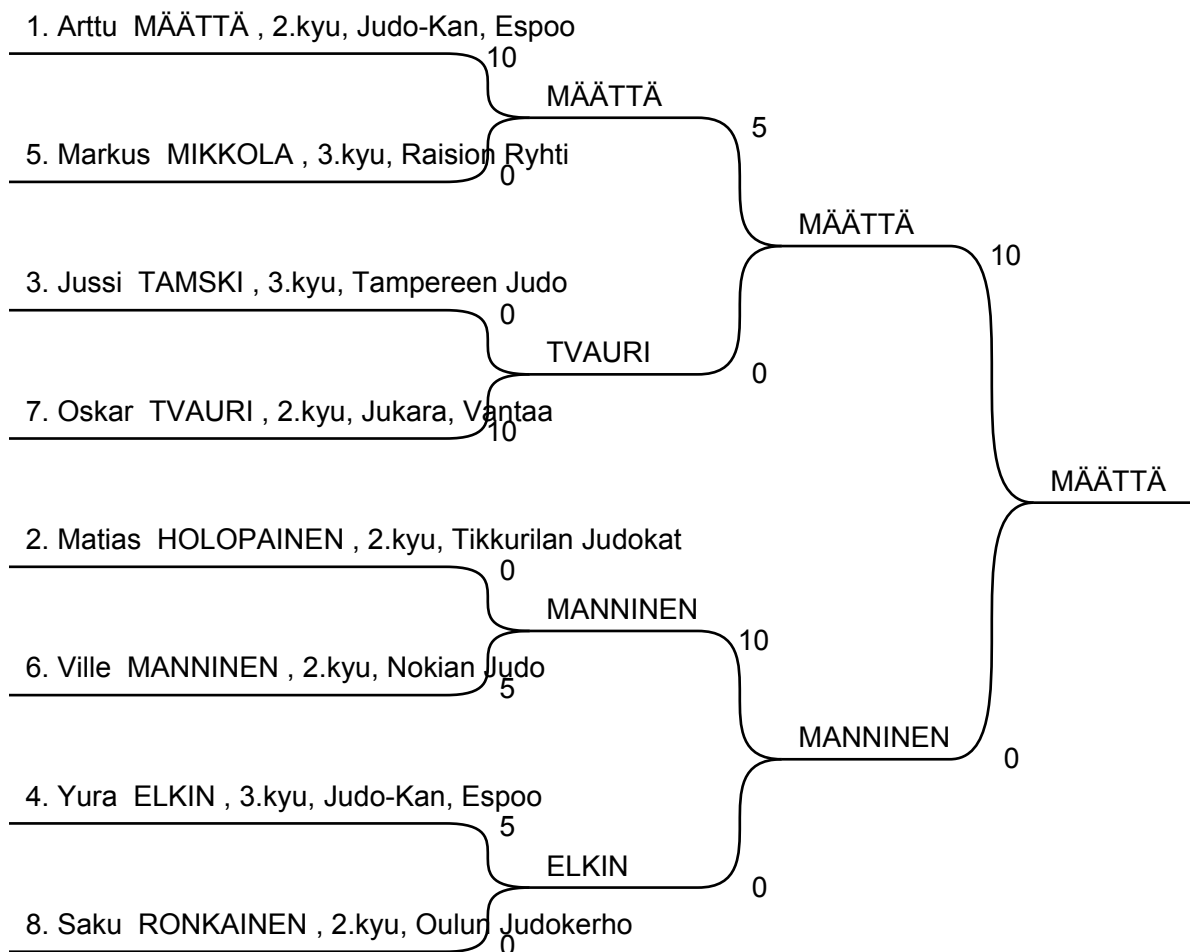 1. Arttu  MÄÄTTÄ , 2.kyu, Judo-Kan, Espoo
10
MÄÄTTÄ
5
5. Markus  MIKKOLA , 3.kyu, Raision Ryhti
0
MÄÄTTÄ
10
3. Jussi  TAMSKI , 3.kyu, Tampereen Judo
0
TVAURI
0
7. Oskar  TVAURI , 2.kyu, Jukara, Vantaa
10
MÄÄTTÄ
2. Matias  HOLOPAINEN , 2.kyu, Tikkurilan Judokat
0
MANNINEN
10
6. Ville  MANNINEN , 2.kyu, Nokian Judo
5
MANNINEN
0
4. Yura  ELKIN , 3.kyu, Judo-Kan, Espoo
5
ELKIN
0
8. Saku  RONKAINEN , 2.kyu, Oulun Judokerho
0